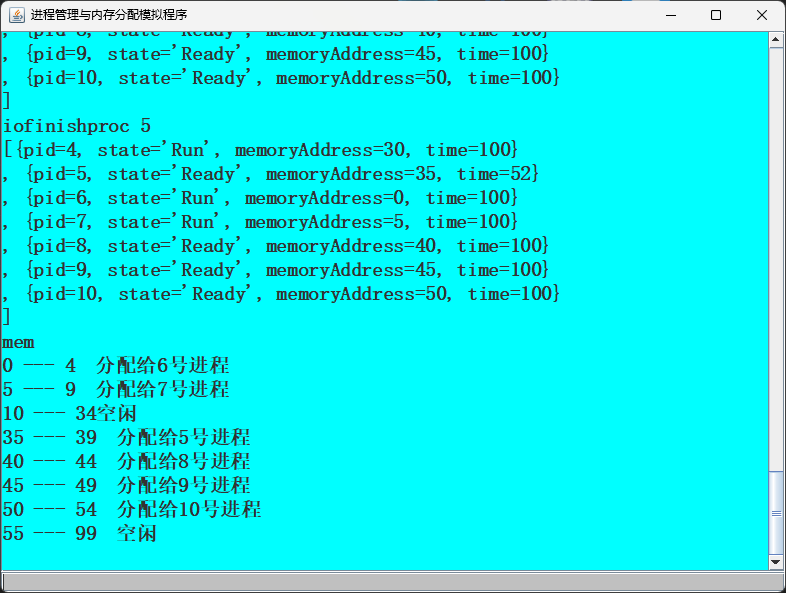 进程管理与内存分配模拟程序
, {pid=8, state='Ready', memoryAddress=40, time=100}
, {pid=9, state='Ready', memoryAddress=45, time=100}
, {pid=10, state='Ready', memoryAddress=50, time=100}
]
iofinishproc 5
[{pid=4, state='Run', memoryAddress=30, time=100}
, {pid=5, state='Ready', memoryAddress=35, time=52}
, {pid=6, state='Run', memoryAddress=0, time=100}
, {pid=7, state='Run', memoryAddress=5, time=100}
, {pid=8, state='Ready', memoryAddress=40, time=100}
, {pid=9, state='Ready', memoryAddress=45, time=100}
, {pid=10, state='Ready', memoryAddress=50, time=100}
]
mem
0 --- 4 分配给6号进程
5 --- 9 分配给7号进程
10 --- 34空闲
35 --- 39 分配给5号进程
40 --- 44 分配给8号进程
45 --- 49 分配给9号进程
50 --- 54 分配给10号进程
55 --- 99 空闲